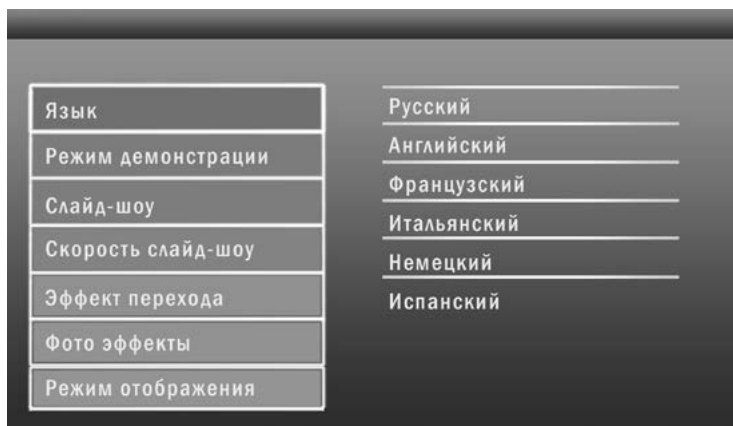 Язык
Режим демонстрации
Слайд-шоу
Скорость слайд-шоу
Эффект перехода
Фото эффекты
Режим отображения
Русский
Английский
Французский
Итальянский
Немецкий
Испанский